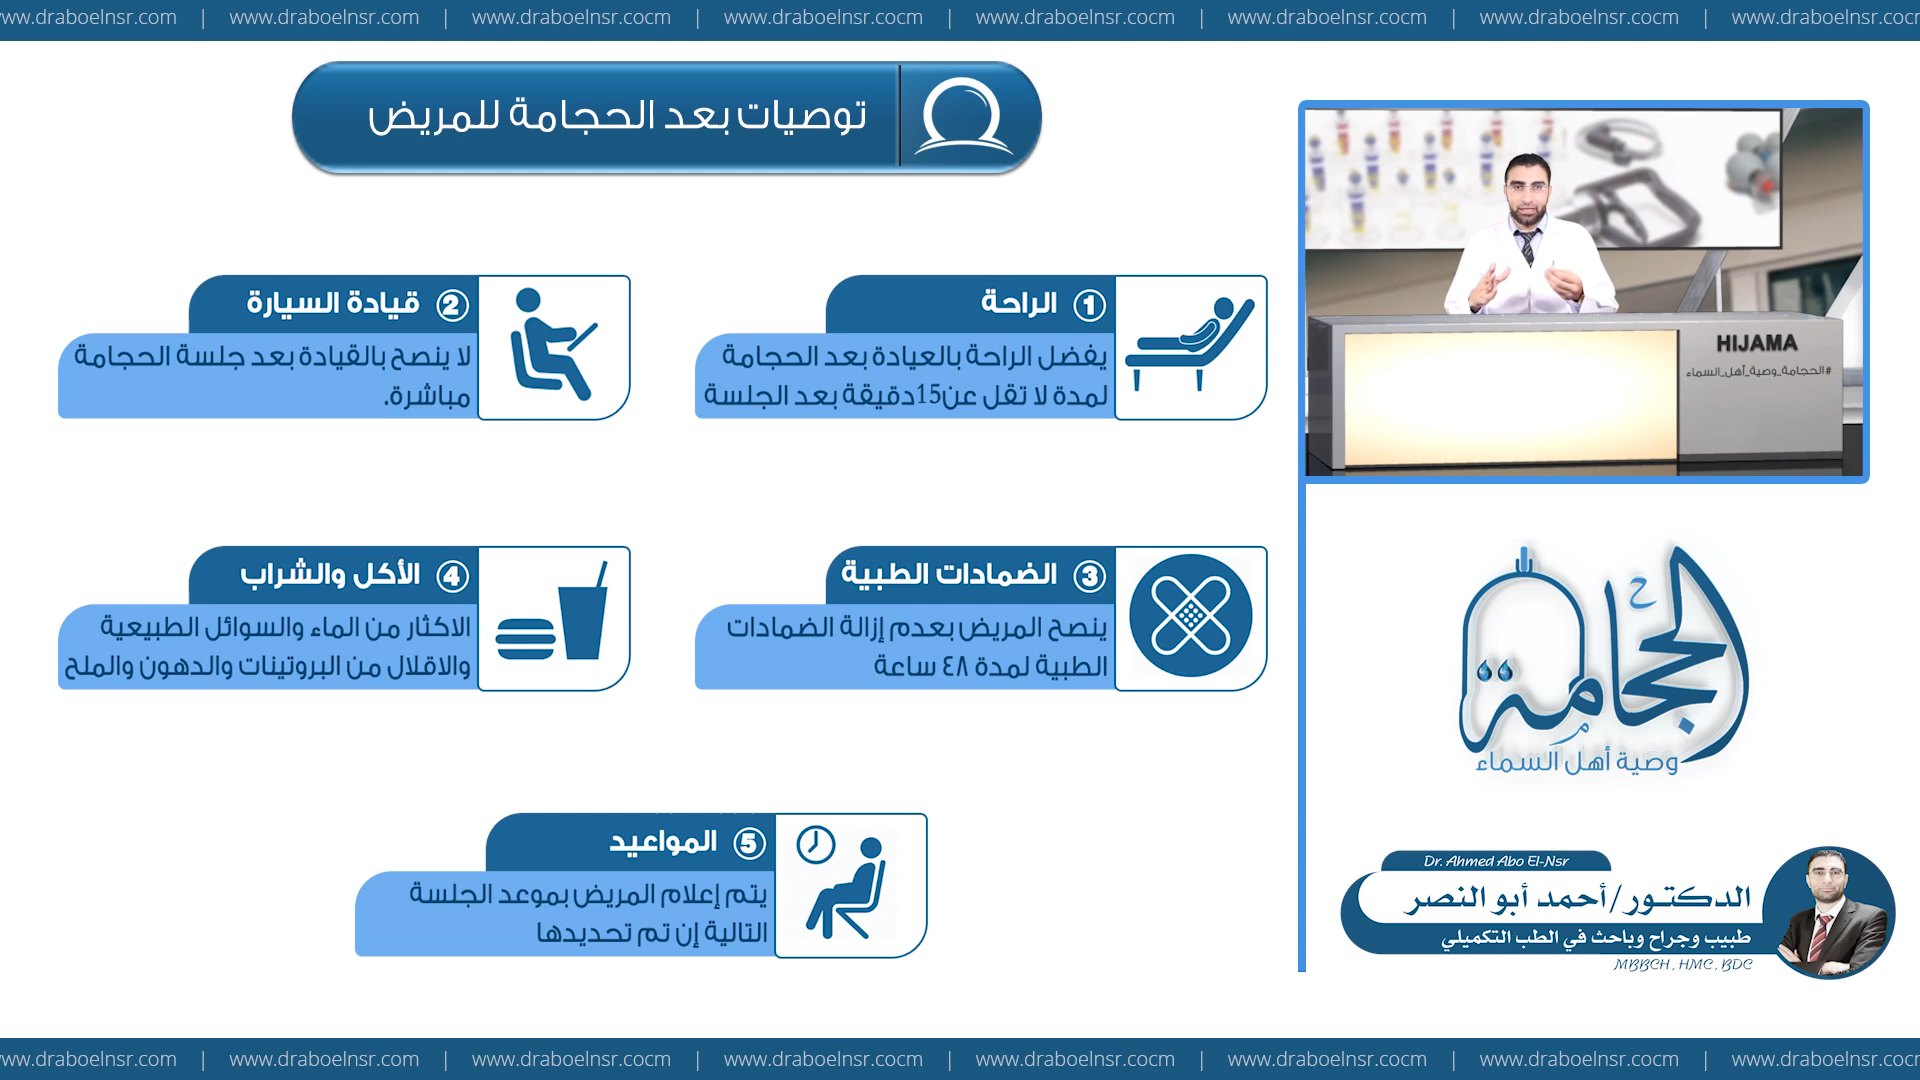 www.draboelnsr.com | www.draboelnsr.com | www.draboelnsr.cocm | www.draboelnsr.cocm | www.draboelnsr.cocm | www.draboelnsr.cocm | www.draboelnsr.cocm | www.draboelnsr.cocm
توصيات بعد الحجامة للمريض
1 الراحة
يفضل الراحة بالعيادة بعد الحجامة
لمدة لا تقل عن15دقيقة بعد الجلسة
2 قيادة السيارة
لا ينصح بالقيادة بعد جلسة الحجامة
مباشرة.
3 الضمادات الطبية
ينصح المريض بعدم إزالة الضمادات
الطبية لمدة ٤٨ ساعة
4 الأكل والشراب
الاكثار من الماء والسوائل الطبيعية
والاقلال من البروتينات والدهون والملح
5 المواعيد
يتم إعلام المريض بموعد الجلسة
التالية إن تم تحديدها
HIJAMA
#الحجامة_وصية_أهل_السماء
الحجامة
وصية أهل السماء
Dr. Ahmed Abo El-Nsr
الدكتور/أحمد أبو النصر
طبيب وجراح وباحث في الطب التكميلي
MBBCH , HMC , BDC
www.draboelnsr.com | www.draboelnsr.com | www.draboelnsr.cocm | www.draboelnsr.cocm | www.draboelnsr.cocm | www.draboelnsr.cocm | www.draboelnsr.cocm | www.draboelnsr.cocm